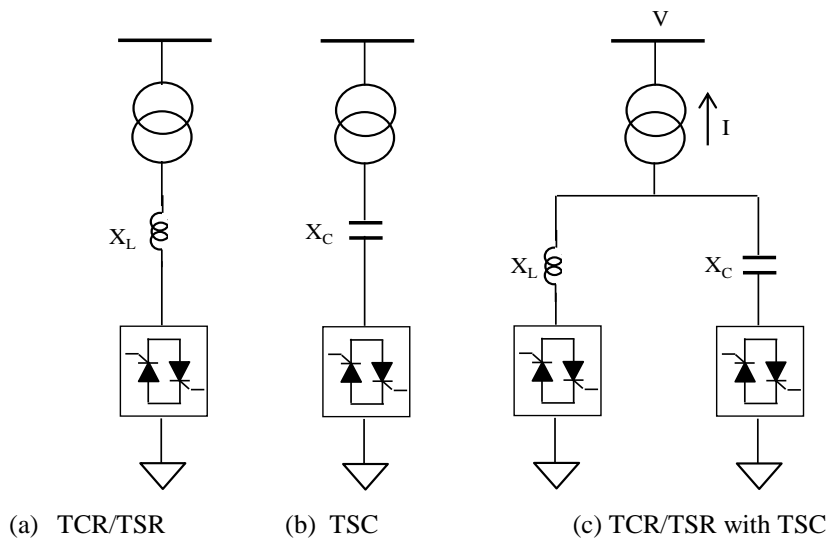 V
I
X_L
X_C
X_L
X_C
(a) TCR/TSR
(b) TSC
(c) TCR/TSR with TSC